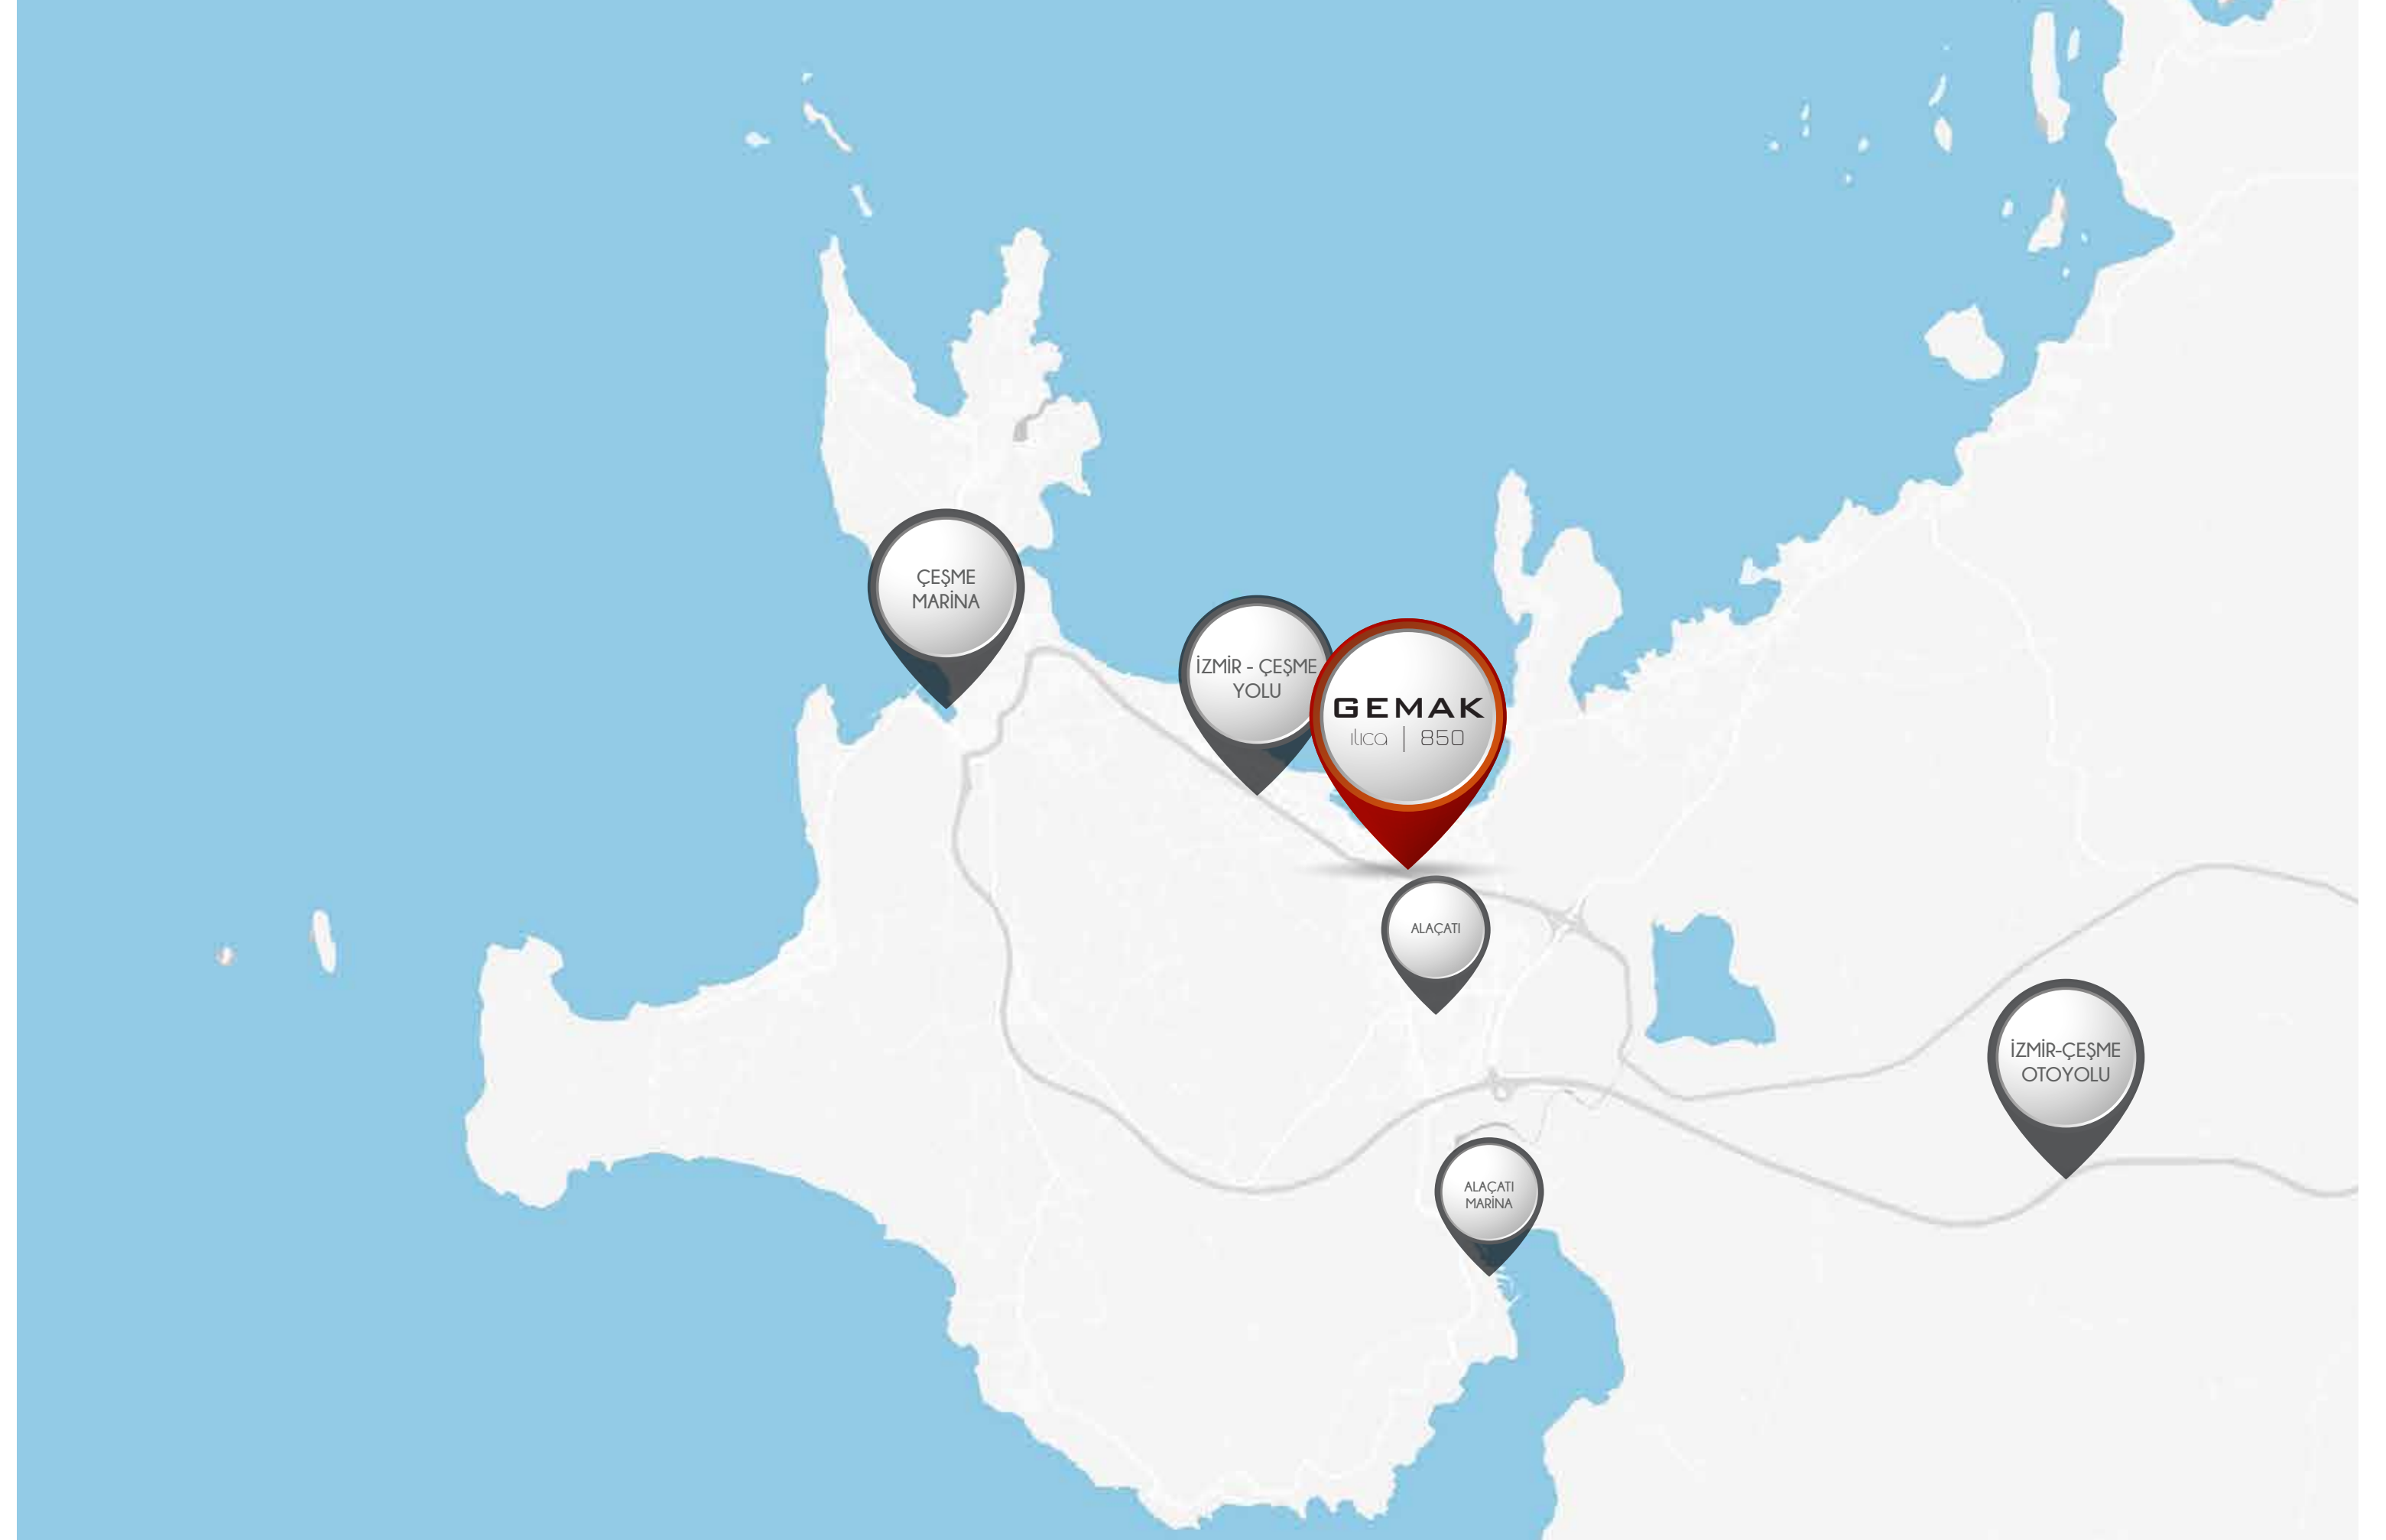 ÇEŞME
MARİNA
İZMİR - ÇEŞME
YOLU
GEMAK
ılıca | 850
ALAÇATI
İZMİR-ÇEŞME
OTOYOLU
ALAÇATI
MARİNA